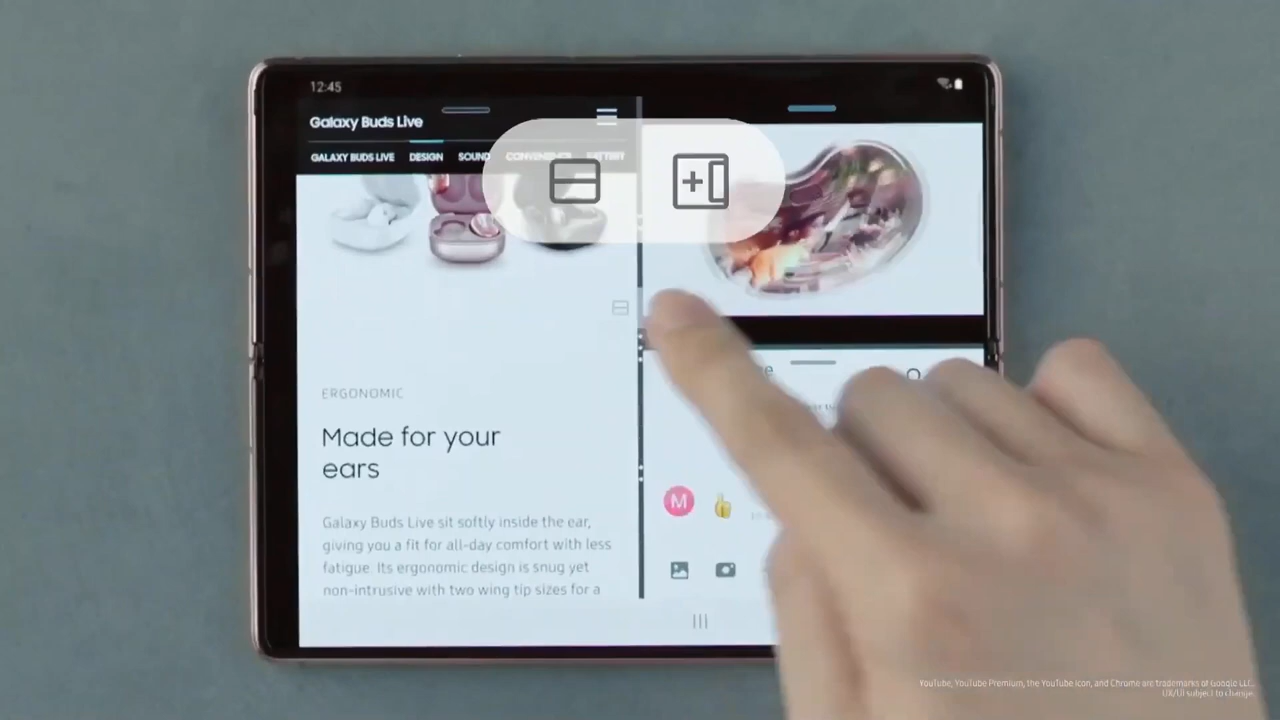 12:45
Galaxy Buds Live
GALAXY BUDS LIVE DESIGN SOUND CONVENIENCE BATTERY
ERGONOMIC
Made for your
ears
Galaxy Buds Live sit softly inside the ear,
giving you a fit for all-day comfort with less
fatigue. Its ergonomic design is snug yet
non-intrusive with two wing tip sizes for a
M
YouTube, YouTube Premium, the YouTube icon, and Chrome are trademarks of Google LLC.
UX/UI subject to change.